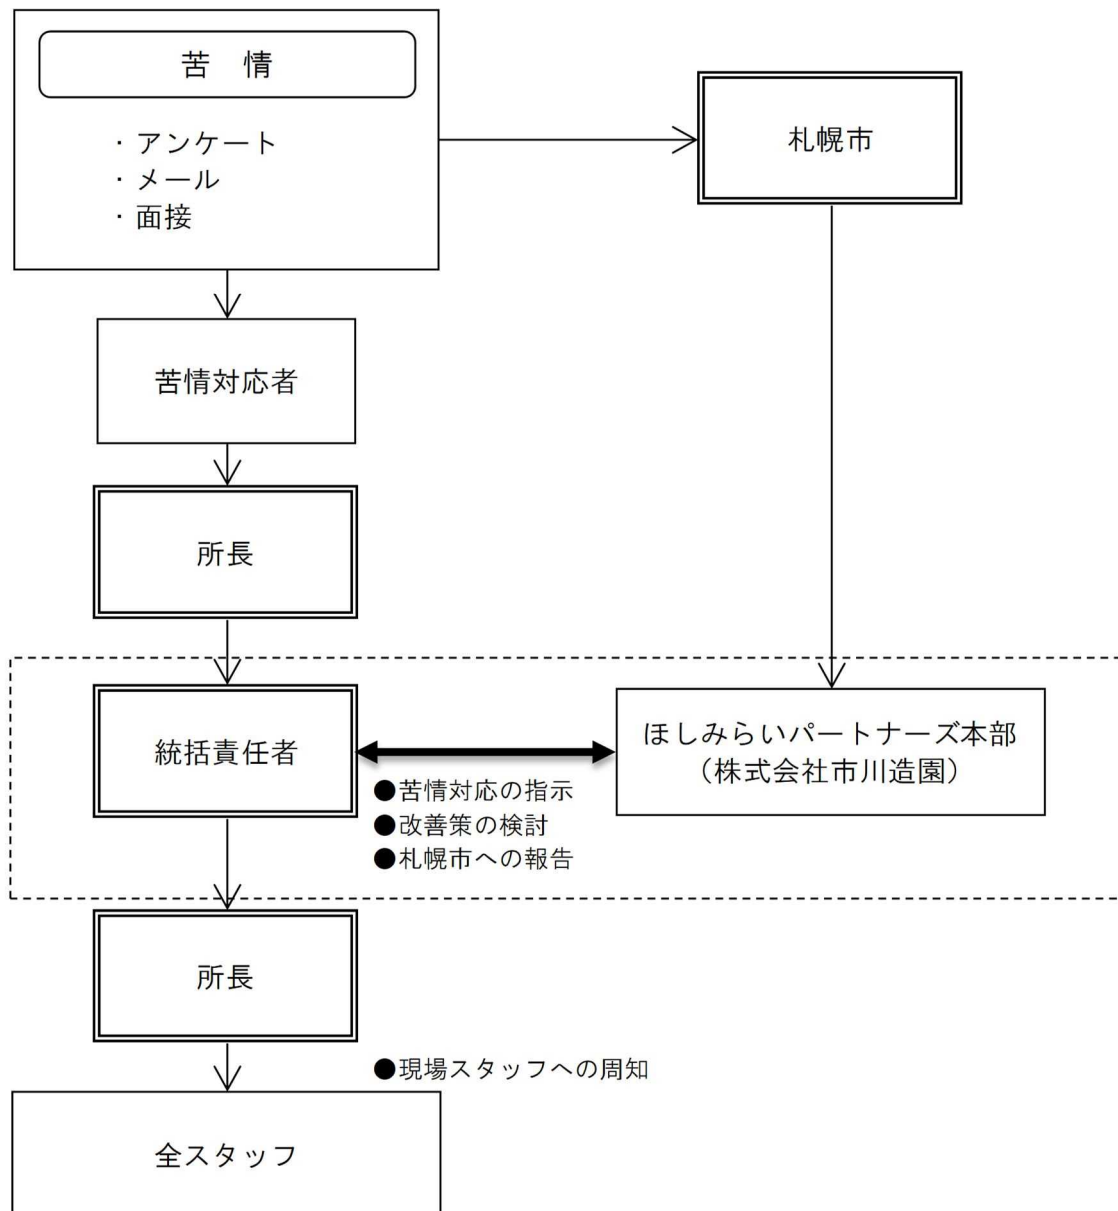 苦　情
・アンケート
・メール
・面接
札幌市
苦情対応者
所長
統括責任者
ほしみらいパートナーズ本部
（株式会社市川造園）
●苦情対応の指示
●改善策の検討
●札幌市への報告
所長
●現場スタッフへの周知
全スタッフ